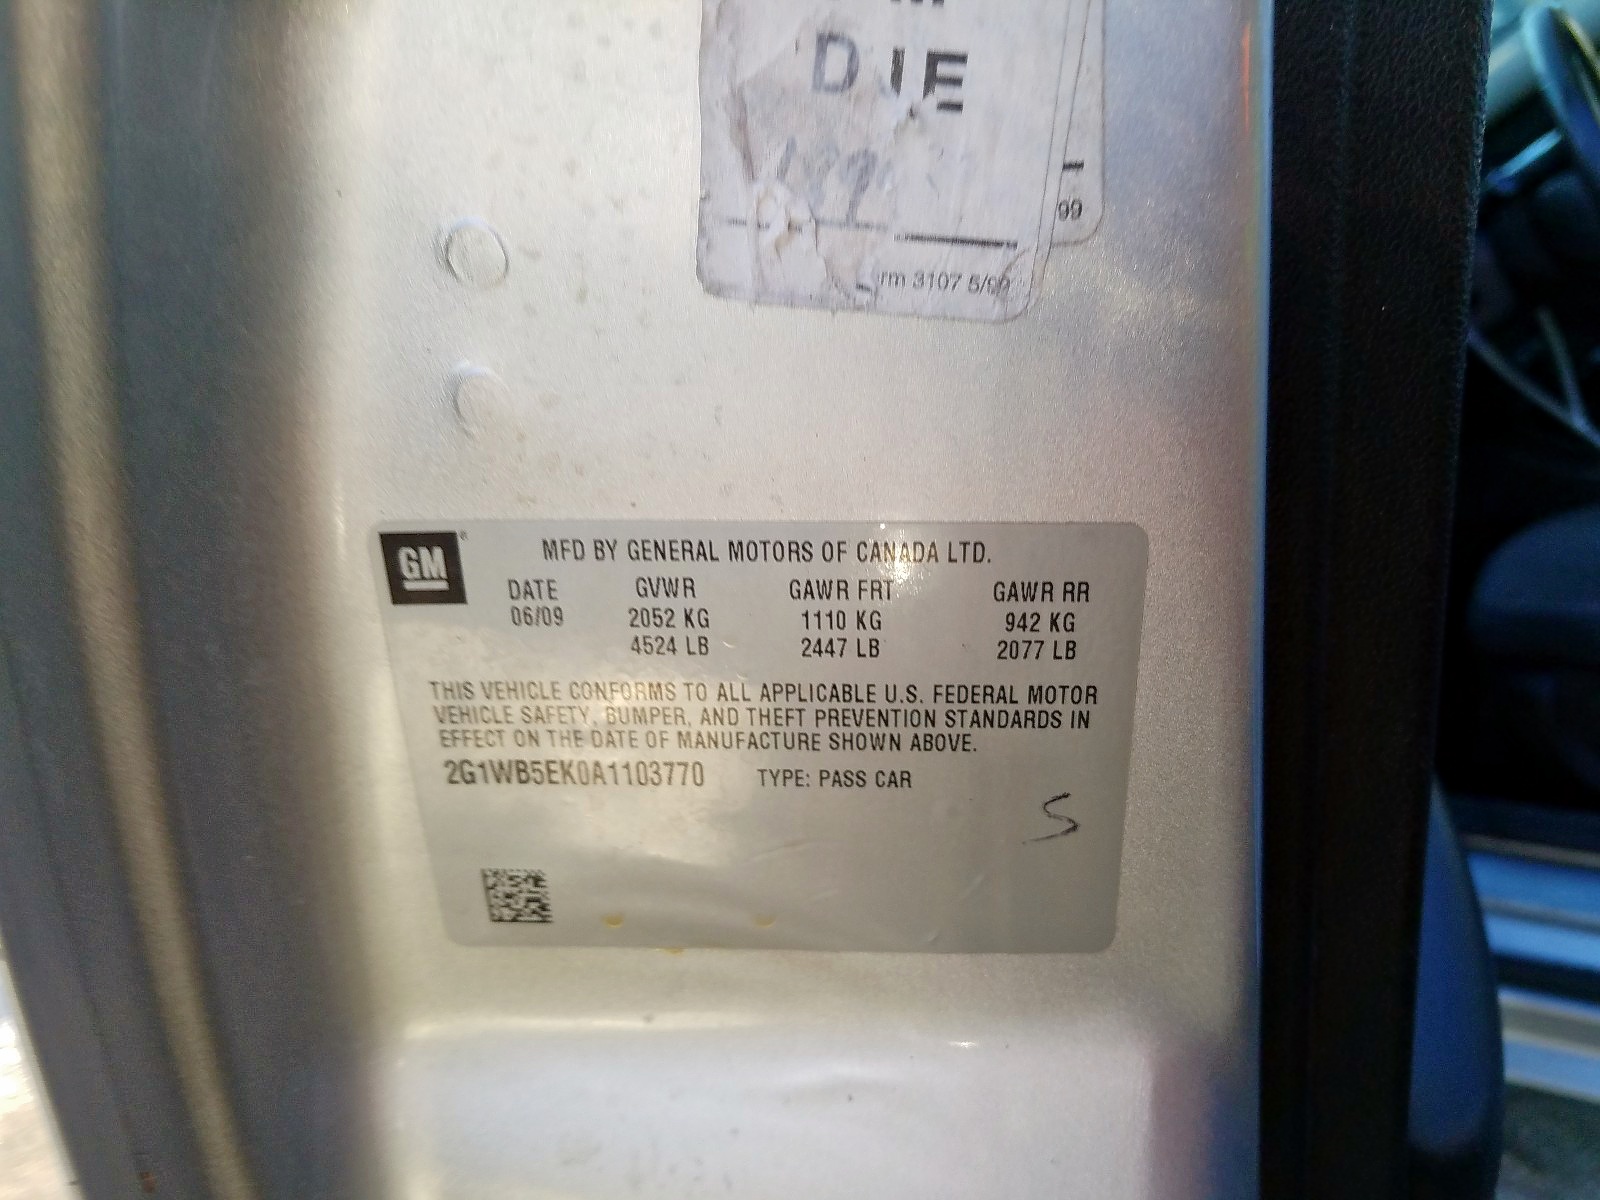 DIE
99
rm 3107 5/99
GM
MFD BY GENERAL MOTORS OF CANADA LTD.
DATE GVWR GAWR FRT GAWR RR
06/09 2052 KG 1110 KG 942 KG
4524 LB 2447 LB 2077 LB
THIS VEHICLE CONFORMS TO ALL APPLICABLE U.S. FEDERAL MOTOR
VEHICLE SAFETY, BUMPER, AND THEFT PREVENTION STANDARDS IN
EFFECT ON THE DATE OF MANUFACTURE SHOWN ABOVE.
2G1WB5EK0A1103770 TYPE: PASS CAR
S